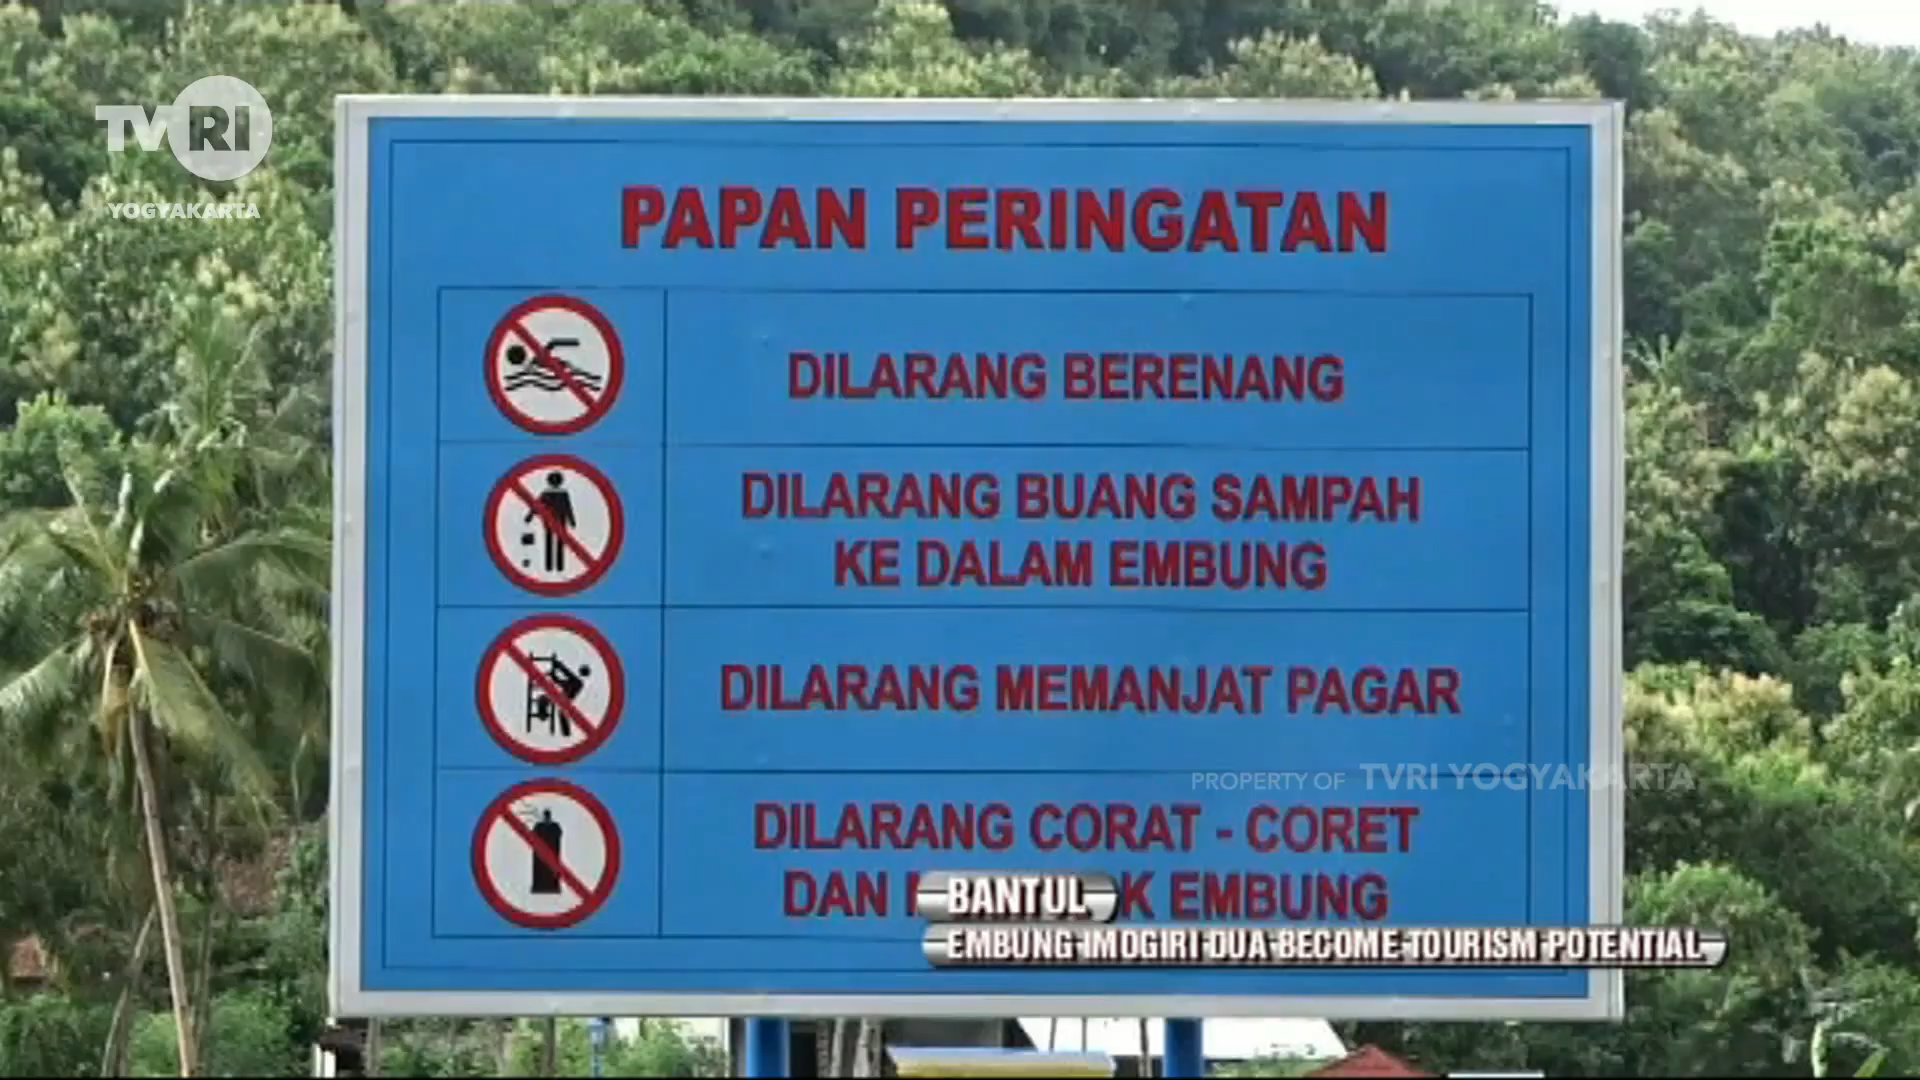 TVRI
YOGYAKARTA
PAPAN PERINGATAN
DILARANG BERENANG
DILARANG BUANG SAMPAH
KE DALAM EMBUNG
DILARANG MEMANJAT PAGAR
PROPERTY OF TVRI YOGYAKARTA
DILARANG CORAT - CORET
DAN EMBUNG
BANTUL
EMBUNG IMOGIRI DUA BECOME TOURISM POTENTIAL